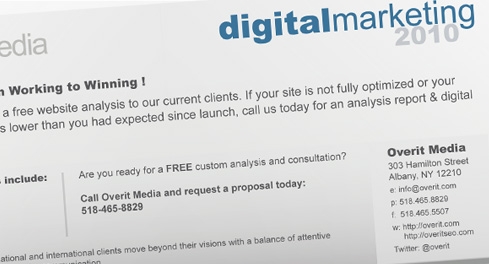 digitalmarketing
2010
edia
Working to Winning !
a free website analysis to our current clients. If your site is not fully optimized or your
s lower than you had expected since launch, call us today for an analysis report & digital
include:
Are you ready for a FREE custom analysis and consultation?
Call Overit Media and request a proposal today:
518-465-8829
Overit Media
303 Hamilton Street
Albany, NY 12210
e: info@overit.com
p: 518.465.8829
f. 518.465.5507
w: http://overit.com
http://overitseo.com
Twitter: @overit
ational and international clients move beyond their visions with a balance of attentive